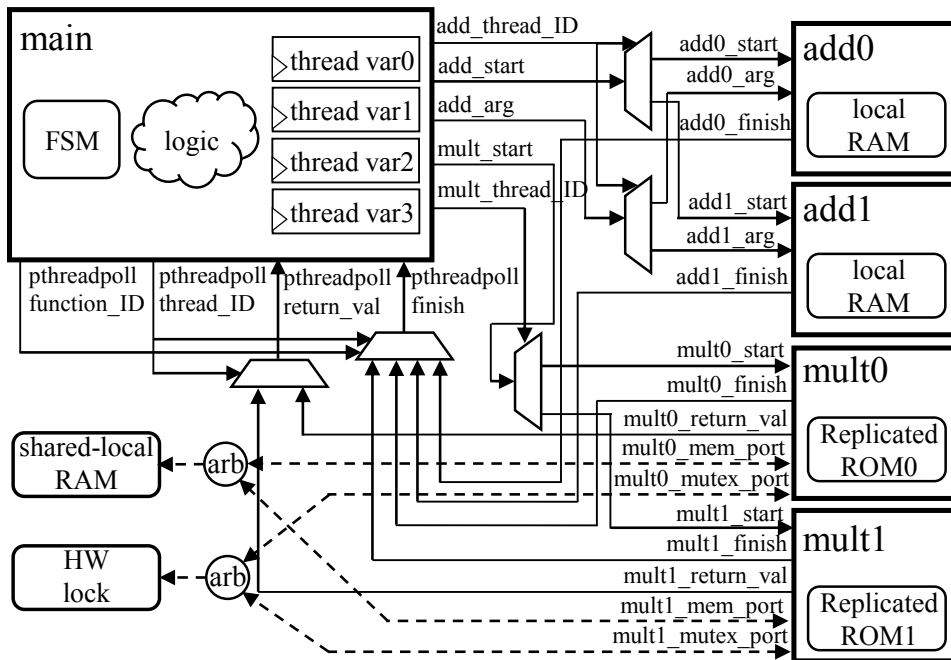 main
FSM
logic
thread var0
thread var1
thread var2
thread var3
add_thread_ID
add_start
add_arg
mult_start
mult_thread_ID
add0_start
add0_arg
add0_finish
add0
local
RAM
add1_start
add1_arg
add1_finish
add1
local
RAM
pthreadpoll
function_ID
pthreadpoll
thread_ID
pthreadpoll
return_val
pthreadpoll
finish
mult0_start
mult0_finish
mult0_return_val
mult0_mem_port
mult0_mutex_port
mult0
Replicated
ROM0
shared-local
RAM
arb
HW
lock
arb
mult1_start
mult1_finish
mult1_return_val
mult1_mem_port
mult1_mutex_port
mult1
Replicated
ROM1